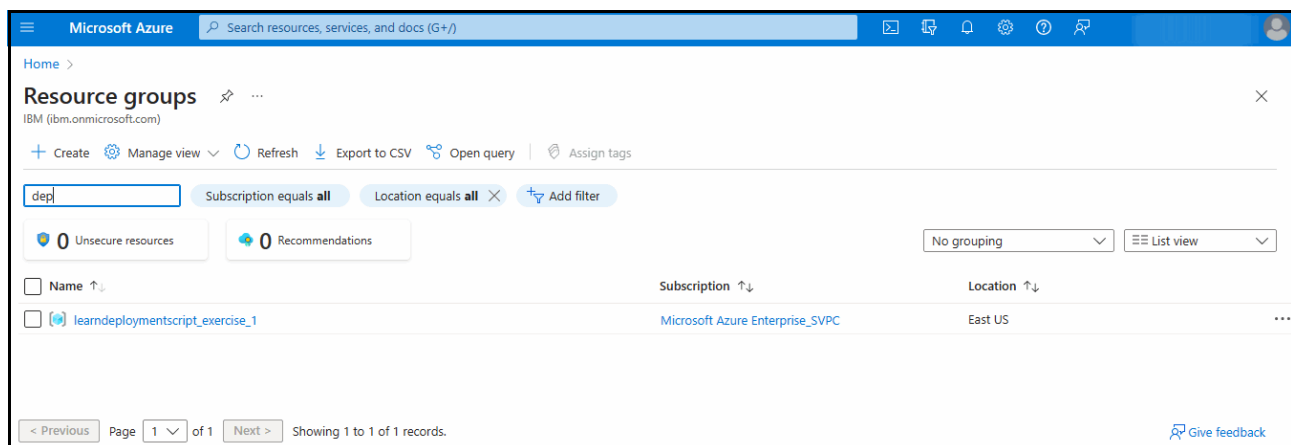 Microsoft Azure Search resources, services, and docs (G+/)
Home >
Resource groups ...
IBM (ibm.onmicrosoft.com)
Create Manage view Refresh Export to CSV Open query Assign tags
dep Subscription equals all Location equals all Add filter
0 Unsecure resources 0 Recommendations No grouping List view
Name Subscription Location
learndeploymentscript_exercise_1 Microsoft Azure Enterprise_SVPC East US ...
< Previous Page 1 of 1 Next > Showing 1 to 1 of 1 records. Give feedback